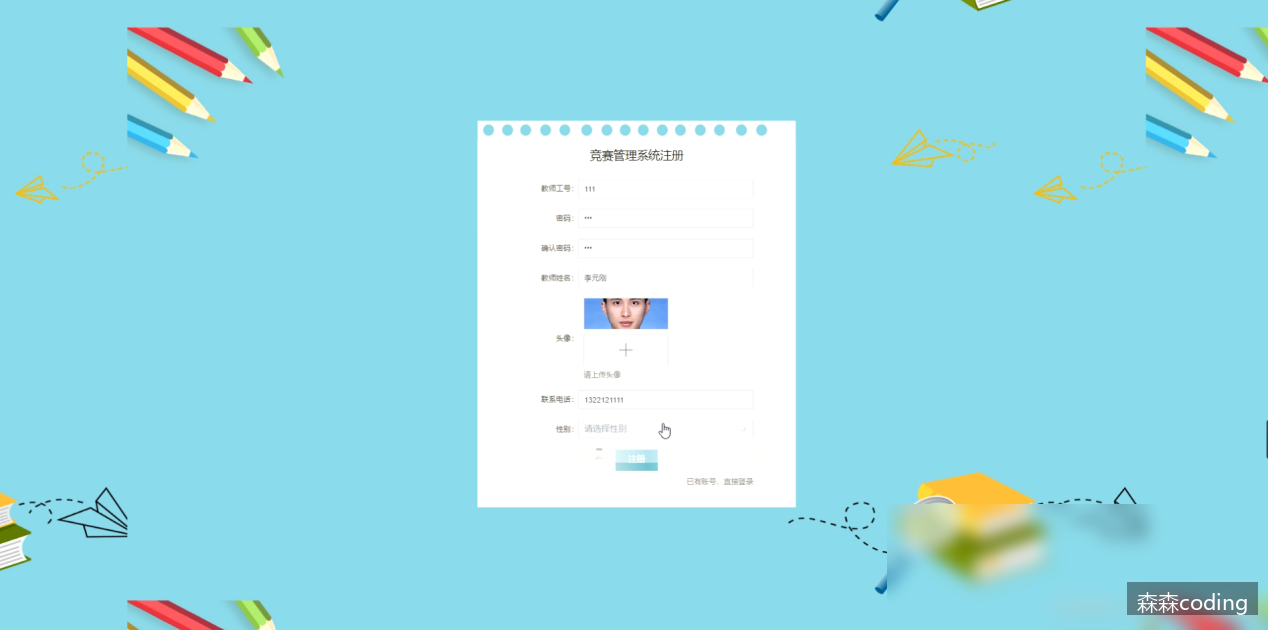 竞赛管理系统注册
教师工号: 111
密码: •••
确认密码: •••
教师姓名: 李元刚
头像:
请上传头像
联系电话: 1322121111
性别: 请选择性别
注册
已有账号, 直接登录
森森coding